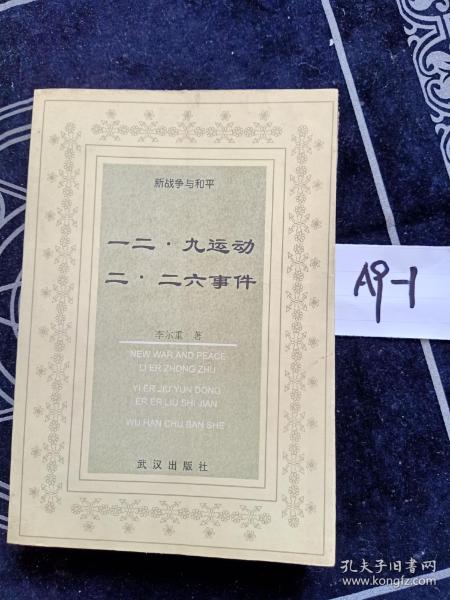 新战争与和平
一二·九运动
二·二六事件
李尔重 著
NEW WAR AND PEACE
LI ER ZHONG ZHU
YI ER JIU YUN DONG
ER ER LIU SHI JIAN
WU HAN CHU BAN SHE
武汉出版社
A9-1
孔夫子旧书网
www.kongfz.com